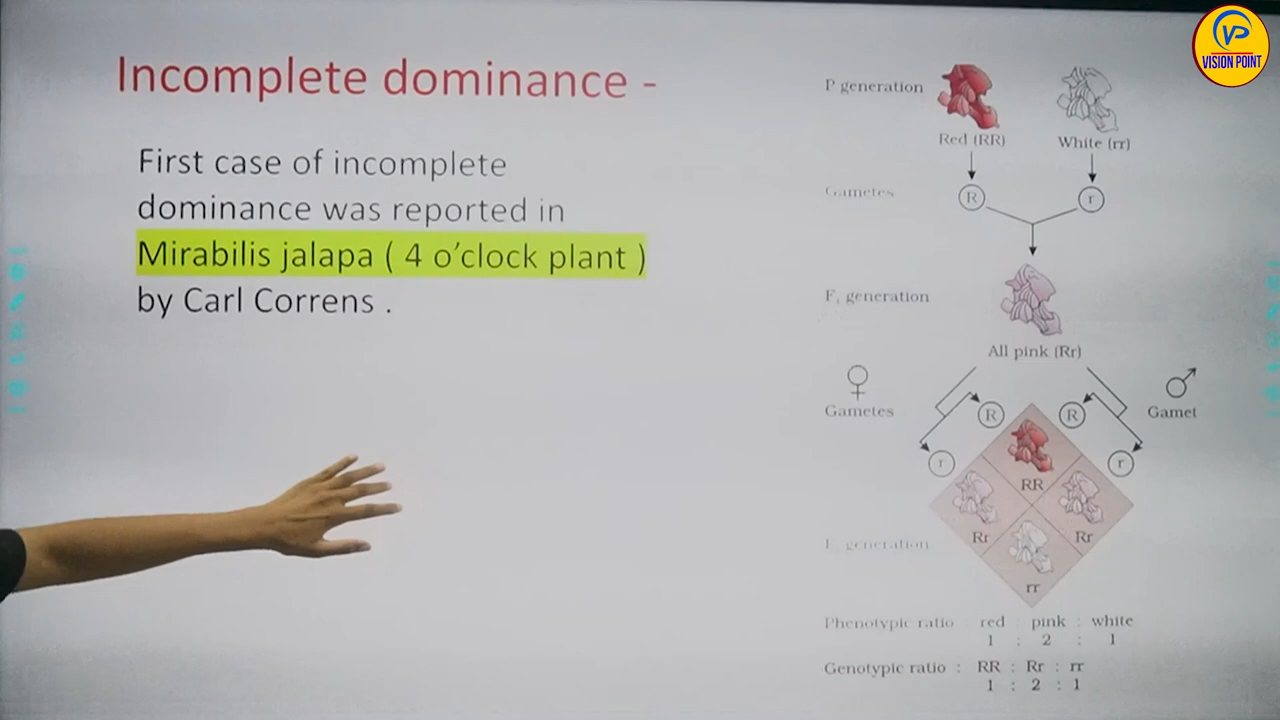 VP
VISION POINT
Incomplete dominance -
First case of incomplete
dominance was reported in
Mirabilis jalapa ( 4 o’clock plant )
by Carl Correns .
P generation
Red (RR)
White (rr)
Gametes
R
r
F₁ generation
All pink (Rr)
♀
Gametes
♂
Gamet
R
R
r
r
RR
Rr
Rr
rr
F generation
Phenotypic ratio : red : pink : white
1 : 2 : 1
Genotypic ratio : RR : Rr : rr
1 : 2 : 1